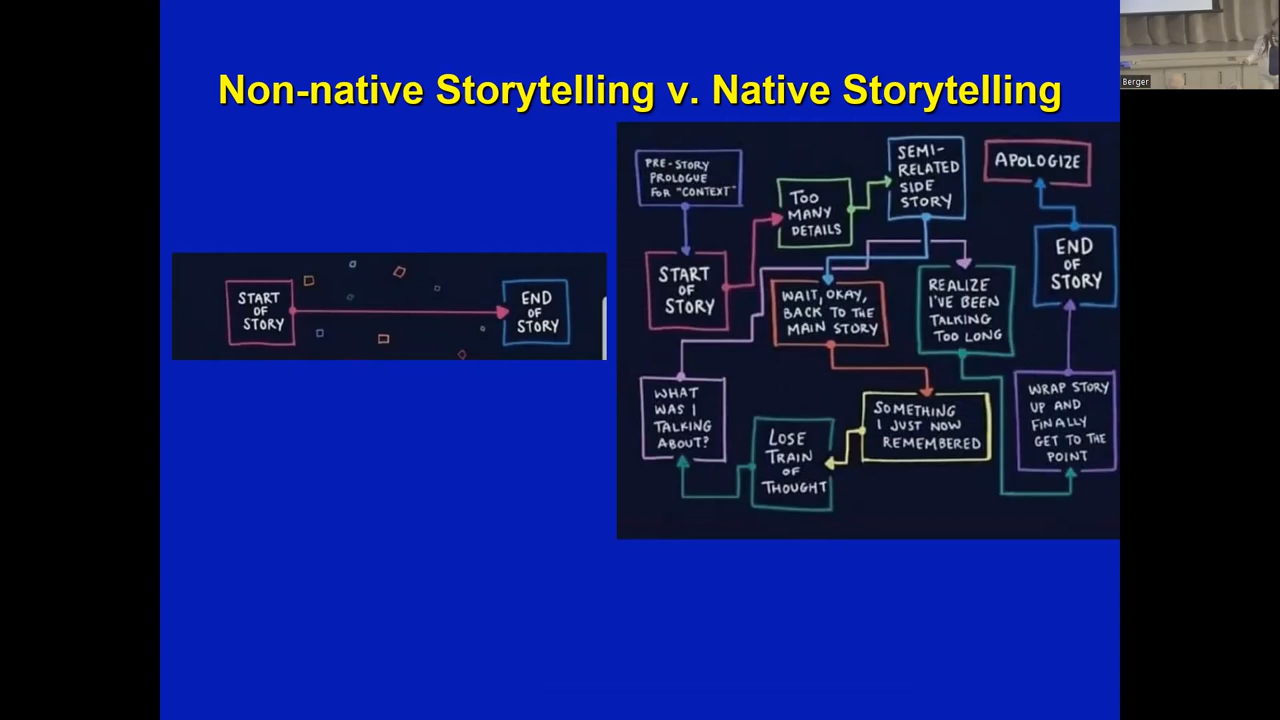 Non-native Storytelling v. Native Storytelling
START
OF
STORY
END
OF
STORY
PRE-STORY
PROLOGUE
FOR "CONTEXT"
START
OF
STORY
TOO
MANY
DETAILS
SEMI-
RELATED
SIDE
STORY
WAIT, OKAY,
BACK TO THE
MAIN STORY
SOMETHING
I JUST NOW
REMEMBERED
LOSE
TRAIN
OF
THOUGHT
WHAT
WAS I
TALKING
ABOUT?
REALIZE
I'VE BEEN
TALKING
TOO LONG
WRAP STORY
UP AND
FINALLY
GET TO THE
POINT
END
OF
STORY
APOLOGIZE
Berger